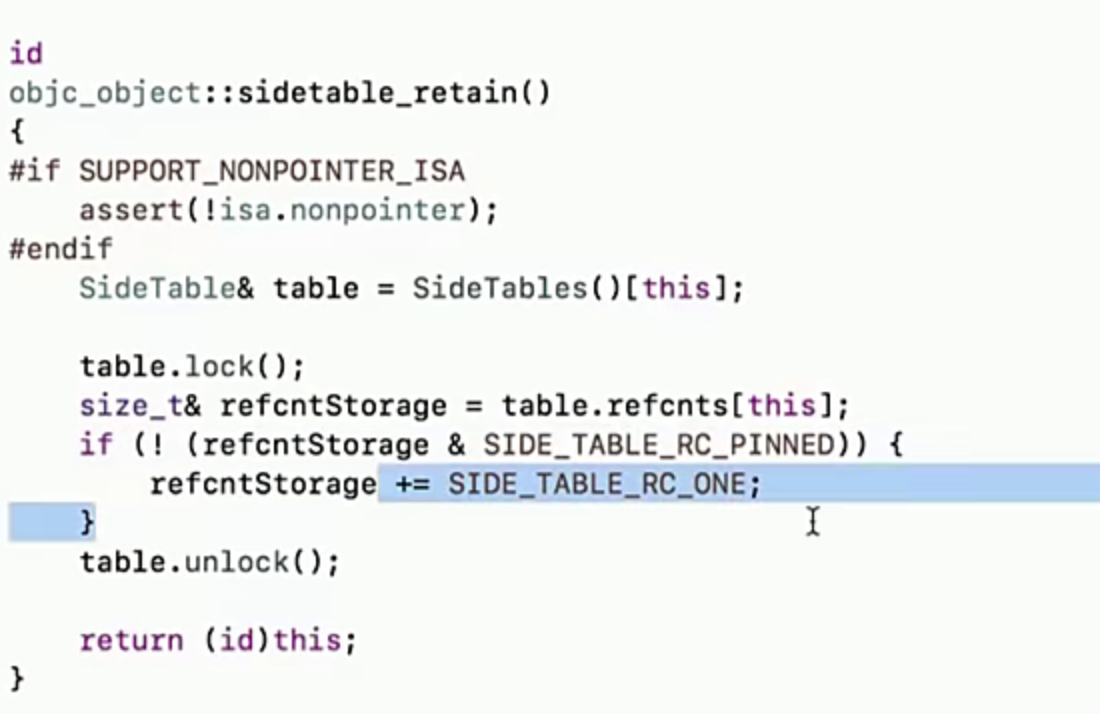 id
objc_object::sidetable_retain()
{
#if SUPPORT_NONPOINTER_ISA
    assert(!isa.nonpointer);
#endif
    SideTable& table = SideTables()[this];

    table.lock();
    size_t& refcntStorage = table.refcnts[this];
    if (! (refcntStorage & SIDE_TABLE_RC_PINNED)) {
        refcntStorage += SIDE_TABLE_RC_ONE;
    }
    table.unlock();

    return (id)this;
}